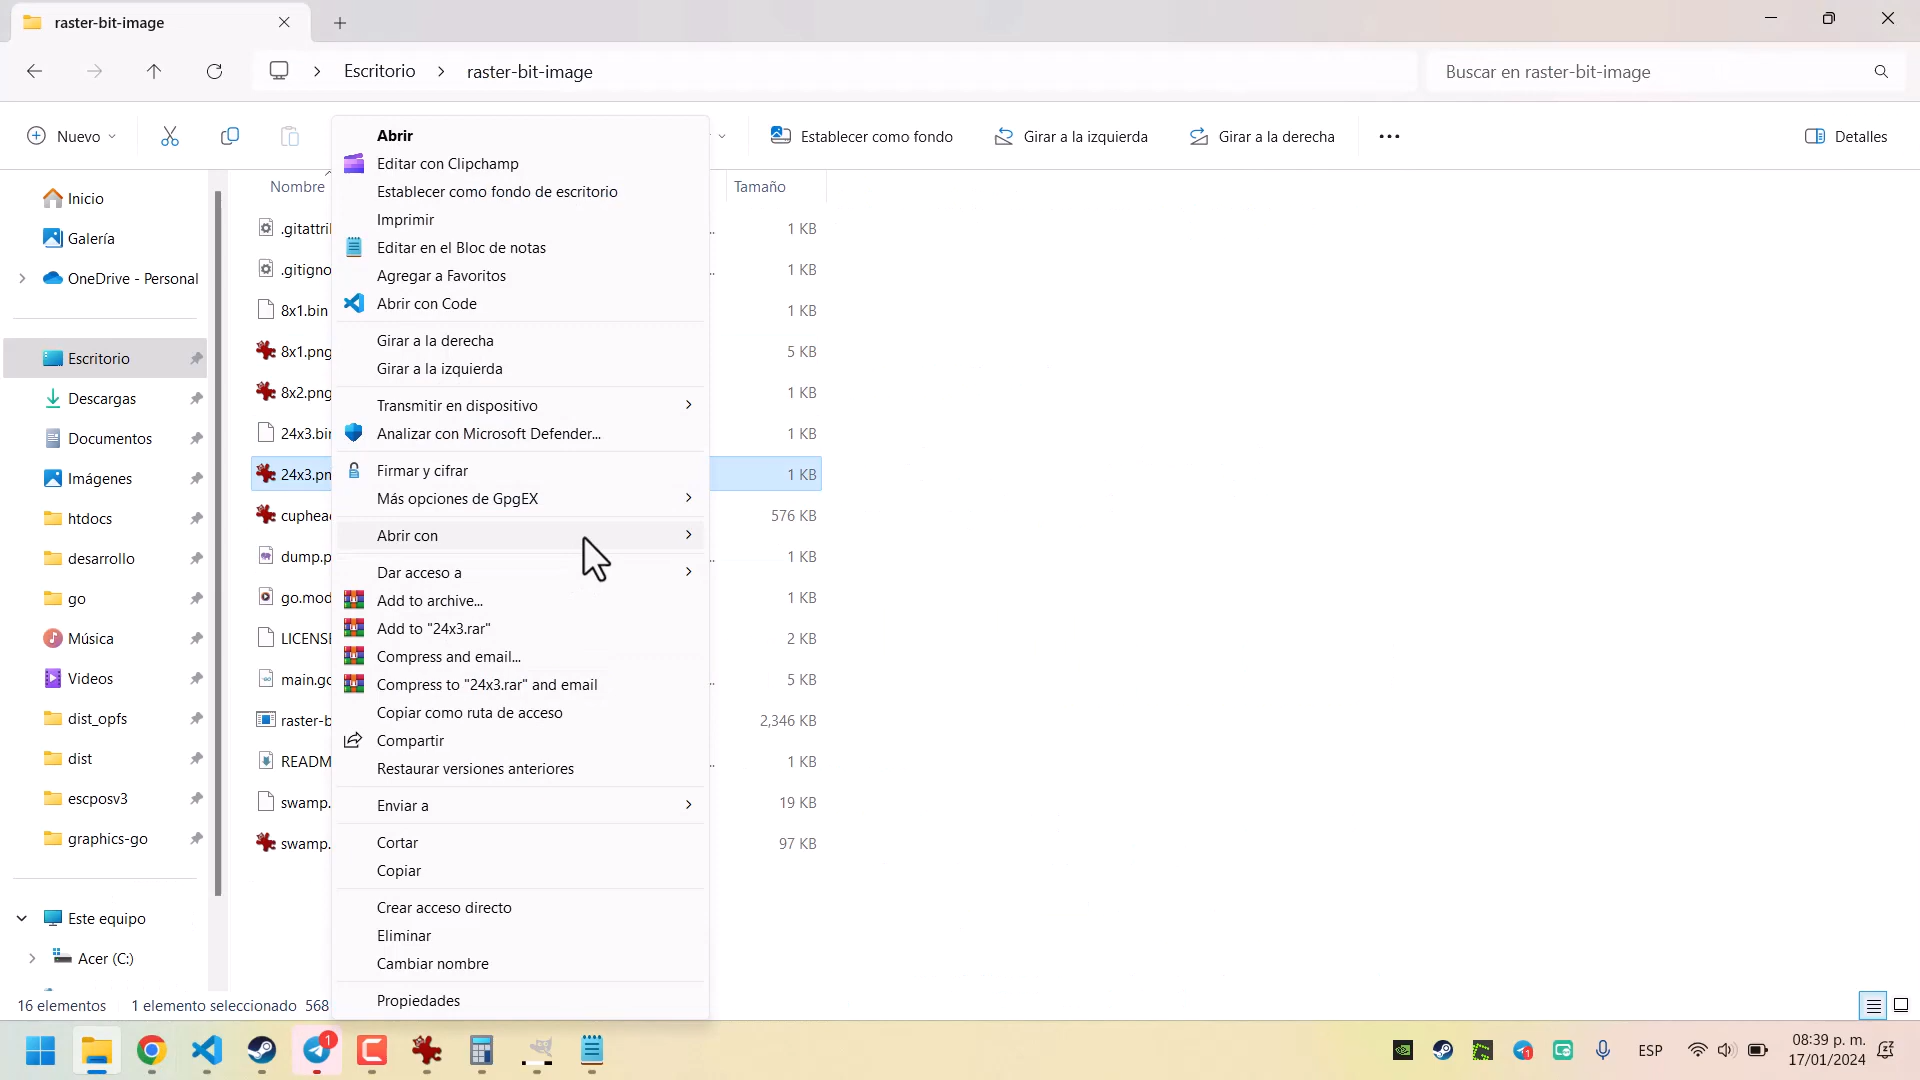 raster-bit-image
Escritorio
raster-bit-image
Buscar en raster-bit-image
Nuevo
Establecer como fondo
Girar a la izquierda
Girar a la derecha
Detalles
Inicio
Galería
OneDrive - Personal
Escritorio
Descargas
Documentos
Imágenes
htdocs
desarrollo
go
Música
Videos
dist_opfs
dist
escposv3
graphics-go
Este equipo
Acer (C:)
Nombre
Tamaño
.gitattri
1 KB
.gitigno
1 KB
8x1.bin
1 KB
8x1.png
5 KB
8x2.png
1 KB
24x3.bin
1 KB
24x3.pn
1 KB
cuphead
576 KB
dump.p
1 KB
go.mod
1 KB
LICENSE
2 KB
main.go
5 KB
raster-b
2,346 KB
READM
1 KB
swamp.
19 KB
swamp.
97 KB
Abrir
Editar con Clipchamp
Establecer como fondo de escritorio
Imprimir
Editar en el Bloc de notas
Agregar a Favoritos
Abrir con Code
Girar a la derecha
Girar a la izquierda
Transmitir en dispositivo
Analizar con Microsoft Defender...
Firmar y cifrar
Más opciones de GpgEX
Abrir con
Dar acceso a
Add to archive...
Add to "24x3.rar"
Compress and email...
Compress to "24x3.rar" and email
Copiar como ruta de acceso
Compartir
Restaurar versiones anteriores
Enviar a
Cortar
Copiar
Crear acceso directo
Eliminar
Cambiar nombre
Propiedades
16 elementos
1 elemento seleccionado 568
1
1
ESP
08:39 p. m.
17/01/2024